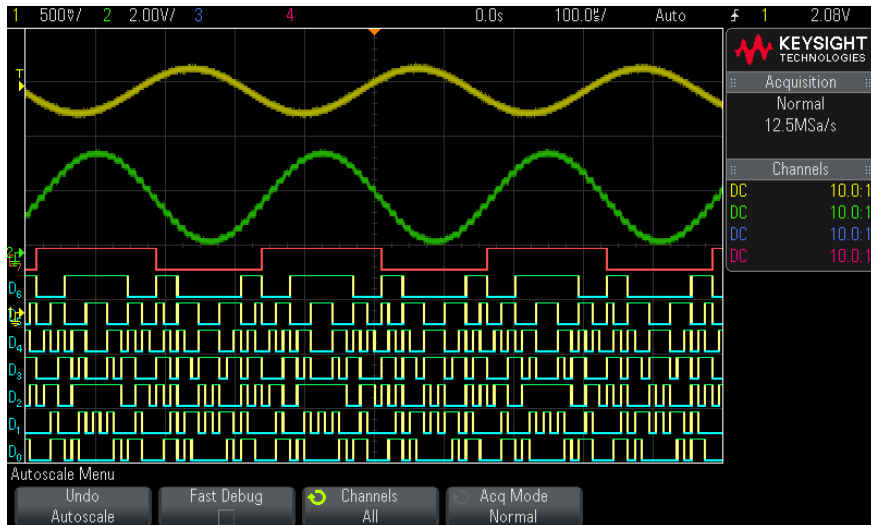 1 500℧/ 2 2.00V/ 3 4 0.0s 100.0㎲/ Auto 1 2.08V
KEYSIGHT
TECHNOLOGIES
Acquisition
Normal
12.5MSa/s
Channels
DC 10.0:1
DC 10.0:1
DC 10.0:1
DC 10.0:1
T
2
D6
D4
D3
D2
D1
D0
Autoscale Menu
Undo
Autoscale
Fast Debug
Channels
All
Acq Mode
Normal